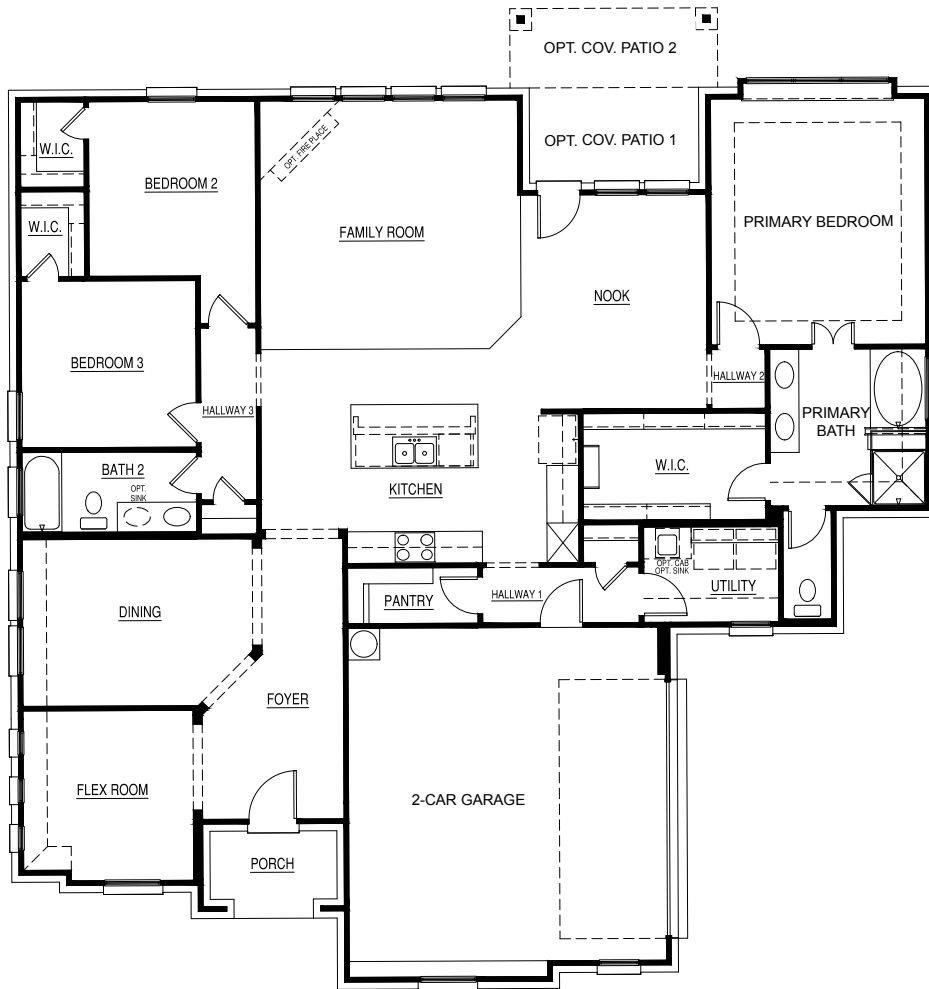 OPT. COV. PATIO 2
OPT. COV. PATIO 1
OPT. FIRE PLACE
W.I.C.
BEDROOM 2
W.I.C.
FAMILY ROOM
PRIMARY BEDROOM
NOOK
BEDROOM 3
HALLWAY 2
HALLWAY 3
PRIMARY
BATH
W.I.C.
BATH 2
OPT.
SINK
KITCHEN
OPT. CAB
OPT. SINK
UTILITY
PANTRY
HALLWAY 1
DINING
FOYER
FLEX ROOM
2-CAR GARAGE
PORCH